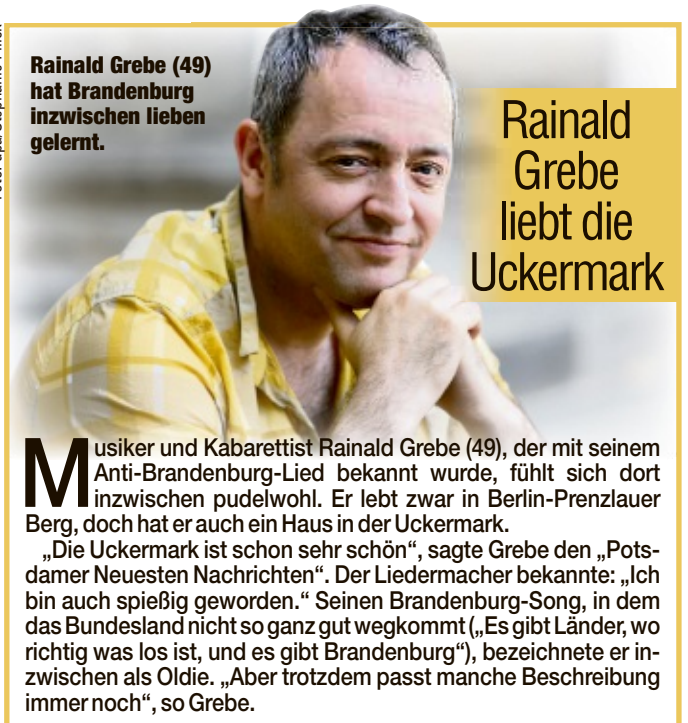 Rainald Grebe (49)
hat Brandenburg
inzwischen lieben
gelernt.
Rainald
Grebe
liebt die
Uckermark
Musiker und Kabarettist Rainald Grebe (49), der mit seinem
Anti-Brandenburg-Lied bekannt wurde, fühlt sich dort
inzwischen pudelwohl. Er lebt zwar in Berlin-Prenzlauer
Berg, doch hat er auch ein Haus in der Uckermark.
„Die Uckermark ist schon sehr schön“, sagte Grebe den „Pots-
damer Neuesten Nachrichten“. Der Liedermacher bekannte: „Ich
bin auch spießig geworden.“ Seinen Brandenburg-Song, in dem
das Bundesland nicht so ganz gut wegkommt („Es gibt Länder, wo
richtig was los ist, und es gibt Brandenburg“), bezeichnete er in-
zwischen als Oldie. „Aber trotzdem passt manche Beschreibung
immer noch“, so Grebe.